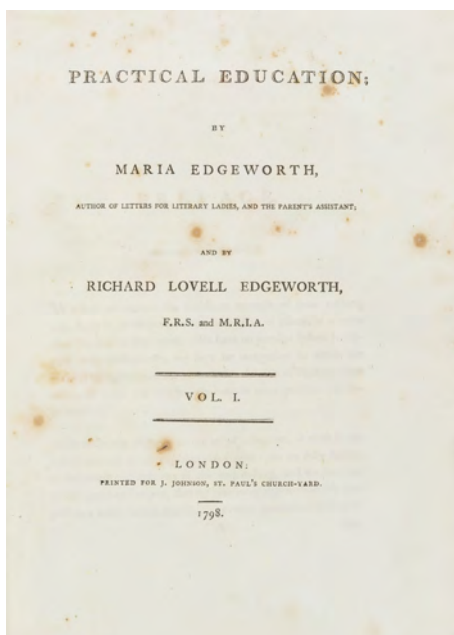 PRACTICAL EDUCATION;
BY
MARIA EDGEWORTH,
AUTHOR OF LETTERS FOR LITERARY LADIES, AND THE PARENT'S ASSISTANT;
AND BY
RICHARD LOVELL EDGEWORTH,
F.R.S. and M.R.I.A.
VOL. I.
LONDON:
PRINTED FOR J. JOHNSON, ST. PAUL'S CHURCH-YARD.
1798.